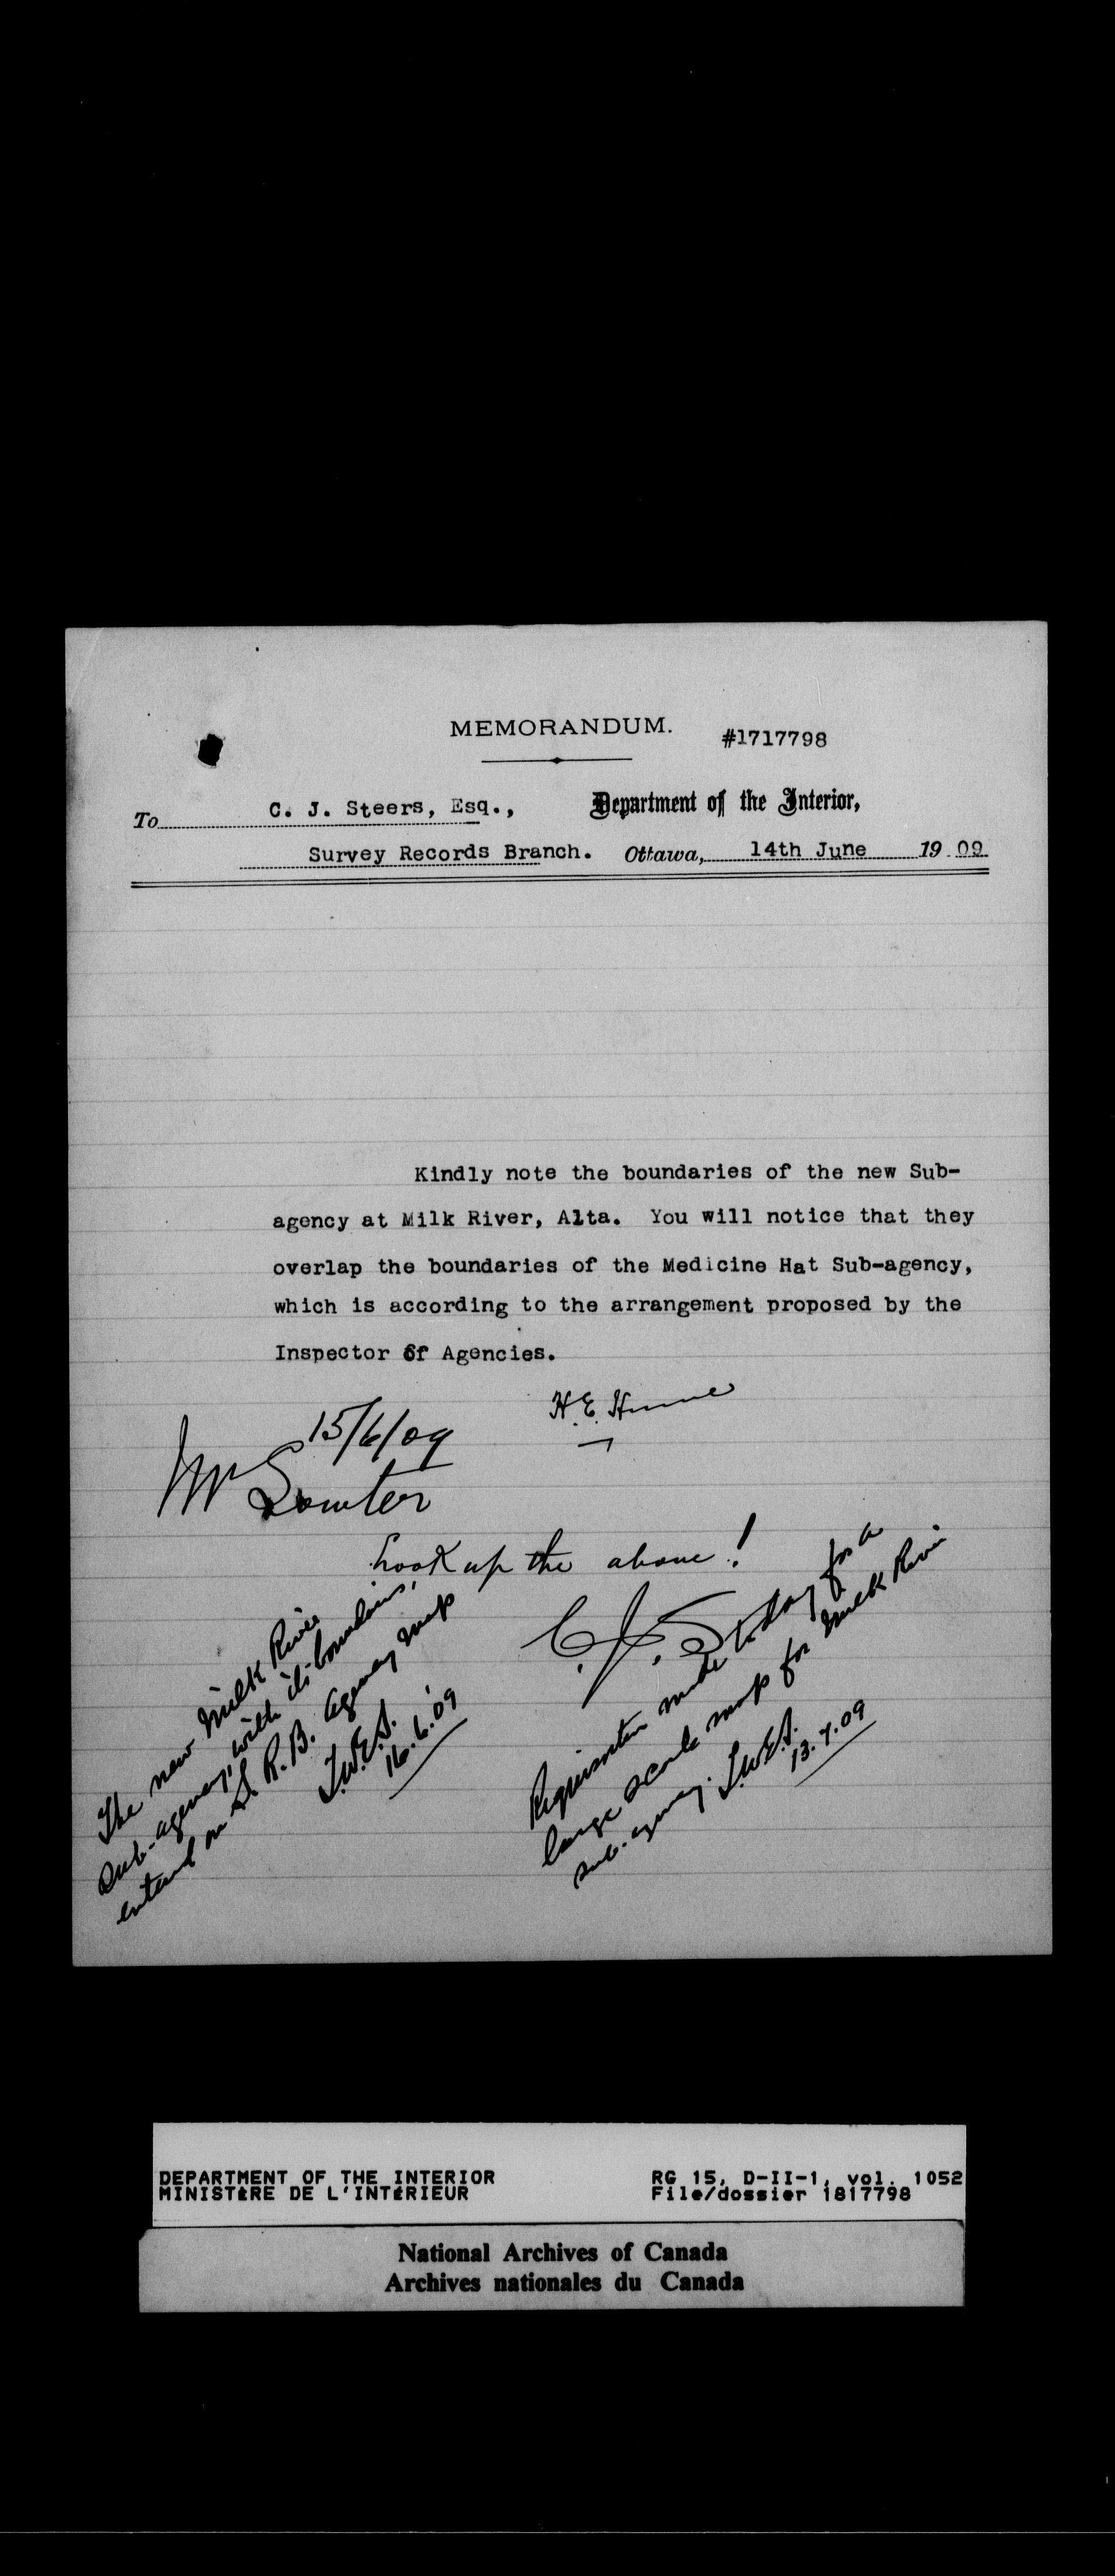 MEMORANDUM.
#1717798
To C. J. Steers, Esq.,
Department of the Interior,
Survey Records Branch.
Ottawa, 14th June 1909
Kindly note the boundaries of the new Sub-
agency at Milk River, Alta. You will notice that they
overlap the boundaries of the Medicine Hat Sub-agency,
which is according to the arrangement proposed by the
Inspector of Agencies.
H. E. Hume
15/6/09
Mr
Look up the above!
C. J. S.
The new Milk River
sub-agency, with its boundaries,
entered on S. R. B. agency map
16.6.'09
Requisition made today for a
large scale map for Milk River
sub-agency.
13.7.09
DEPARTMENT OF THE INTERIOR
MINISTÈRE DE L'INTÉRIEUR
RG 15, D-II-1, vol. 1052
File/dossier 1817798
National Archives of Canada
Archives nationales du Canada